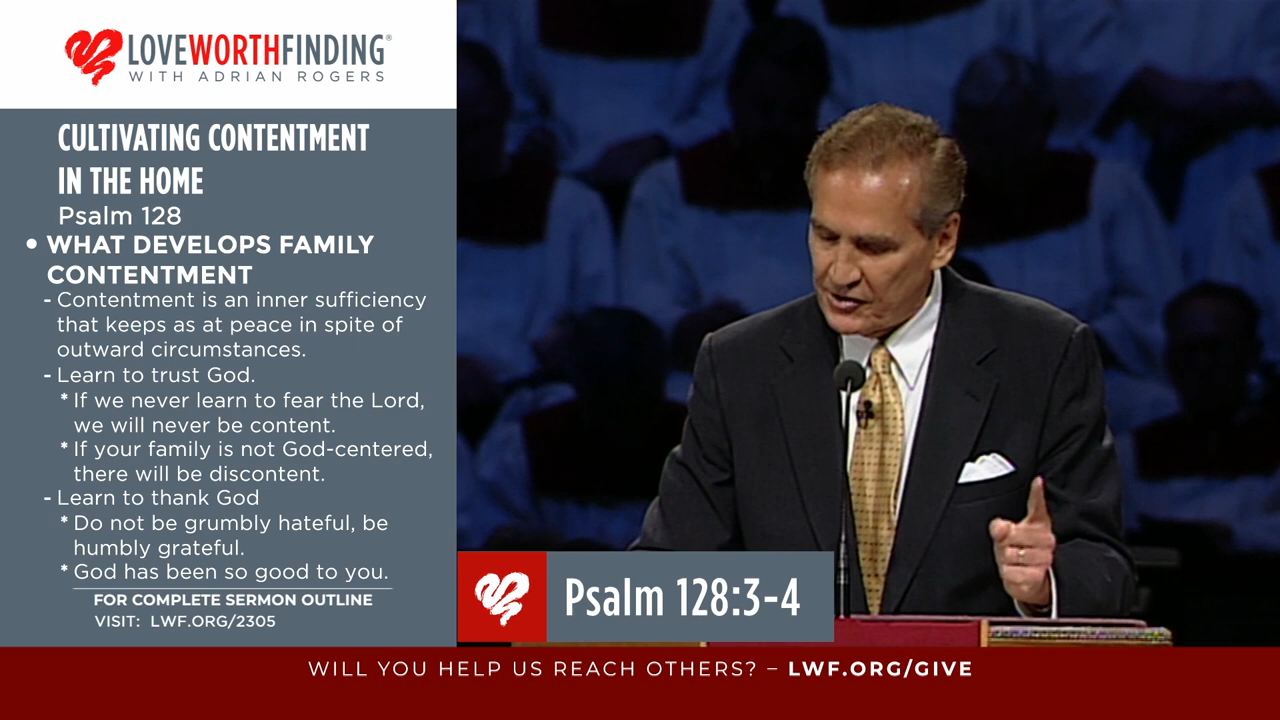 LOVEWORTHFINDING®
WITH ADRIAN ROGERS
CULTIVATING CONTENTMENT
IN THE HOME
Psalm 128
• WHAT DEVELOPS FAMILY
CONTENTMENT
- Contentment is an inner sufficiency
that keeps as at peace in spite of
outward circumstances.
- Learn to trust God.
* If we never learn to fear the Lord,
we will never be content.
* If your family is not God-centered,
there will be discontent.
- Learn to thank God
* Do not be grumbly hateful, be
humbly grateful.
* God has been so good to you.
FOR COMPLETE SERMON OUTLINE
VISIT: LWF.ORG/2305
Psalm 128:3-4
WILL YOU HELP US REACH OTHERS? – LWF.ORG/GIVE